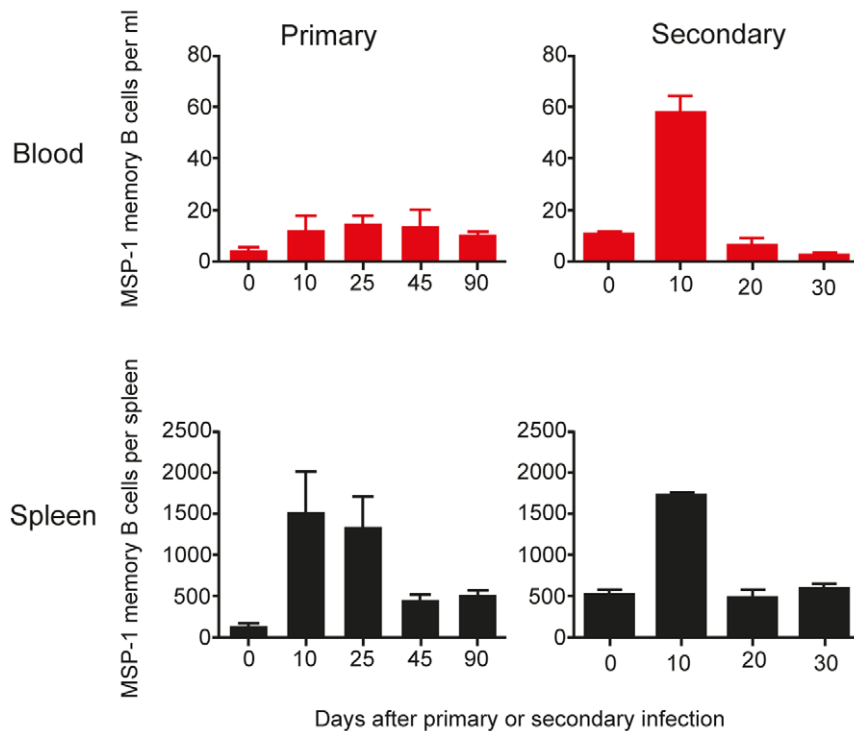 Primary
Secondary
Blood
MSP-1 memory B cells per ml
80
60
40
20
0
0 10 25 45 90
80
60
40
20
0
0 10 20 30
Spleen
MSP-1 memory B cells per spleen
2500
2000
1500
1000
500
0
0 10 25 45 90
2500
2000
1500
1000
500
0
0 10 20 30
Days after primary or secondary infection